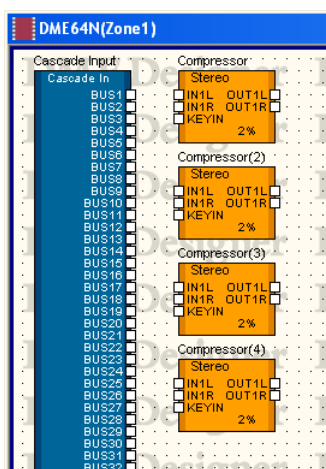 DME64N(Zone1)
Cascade Input
Cascade In
BUS1
BUS2
BUS3
BUS4
BUS5
BUS6
BUS7
BUS8
BUS9
BUS10
BUS11
BUS12
BUS13
BUS14
BUS15
BUS16
BUS17
BUS18
BUS19
BUS20
BUS21
BUS22
BUS23
BUS24
BUS25
BUS26
BUS27
BUS28
BUS29
BUS30
BUS31
BUS32
Compressor
Stereo
IN1L OUT1L
IN1R OUT1R
KEYIN
2%
Compressor(2)
Stereo
IN1L OUT1L
IN1R OUT1R
KEYIN
2%
Compressor(3)
Stereo
IN1L OUT1L
IN1R OUT1R
KEYIN
2%
Compressor(4)
Stereo
IN1L OUT1L
IN1R OUT1R
KEYIN
2%